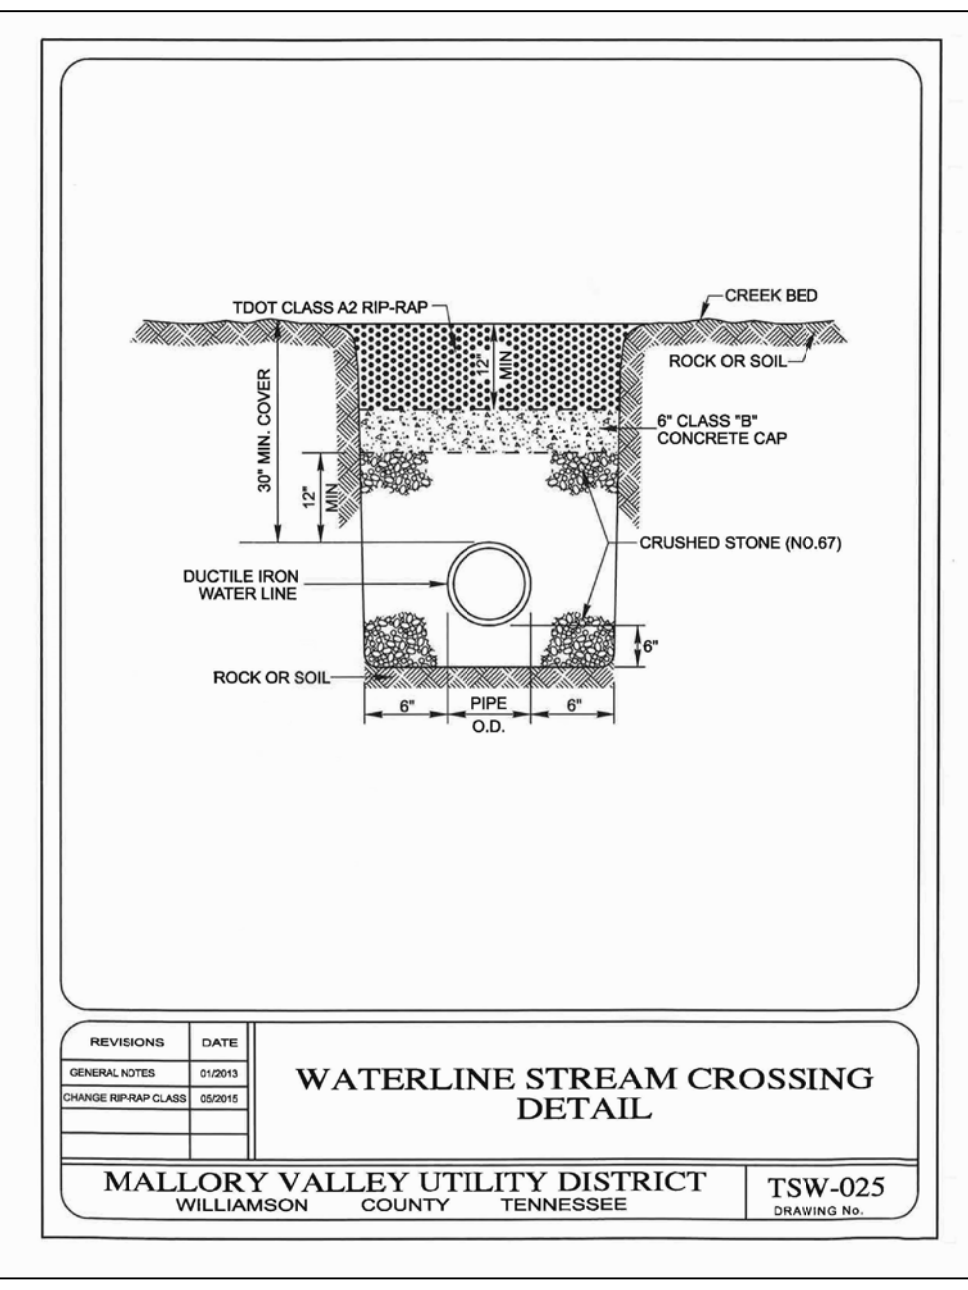 TDOT CLASS A2 RIP-RAP
CREEK BED
ROCK OR SOIL
12"
MIN
6" CLASS "B"
CONCRETE CAP
30" MIN. COVER
12"
MIN
CRUSHED STONE (NO.67)
DUCTILE IRON
WATER LINE
6"
ROCK OR SOIL
6"
PIPE
O.D.
6"
REVISIONS
DATE
GENERAL NOTES
01/2013
CHANGE RIP-RAP CLASS
05/2015
WATERLINE STREAM CROSSING
DETAIL
MALLORY VALLEY UTILITY DISTRICT
WILLIAMSON COUNTY TENNESSEE
TSW-025
DRAWING No.